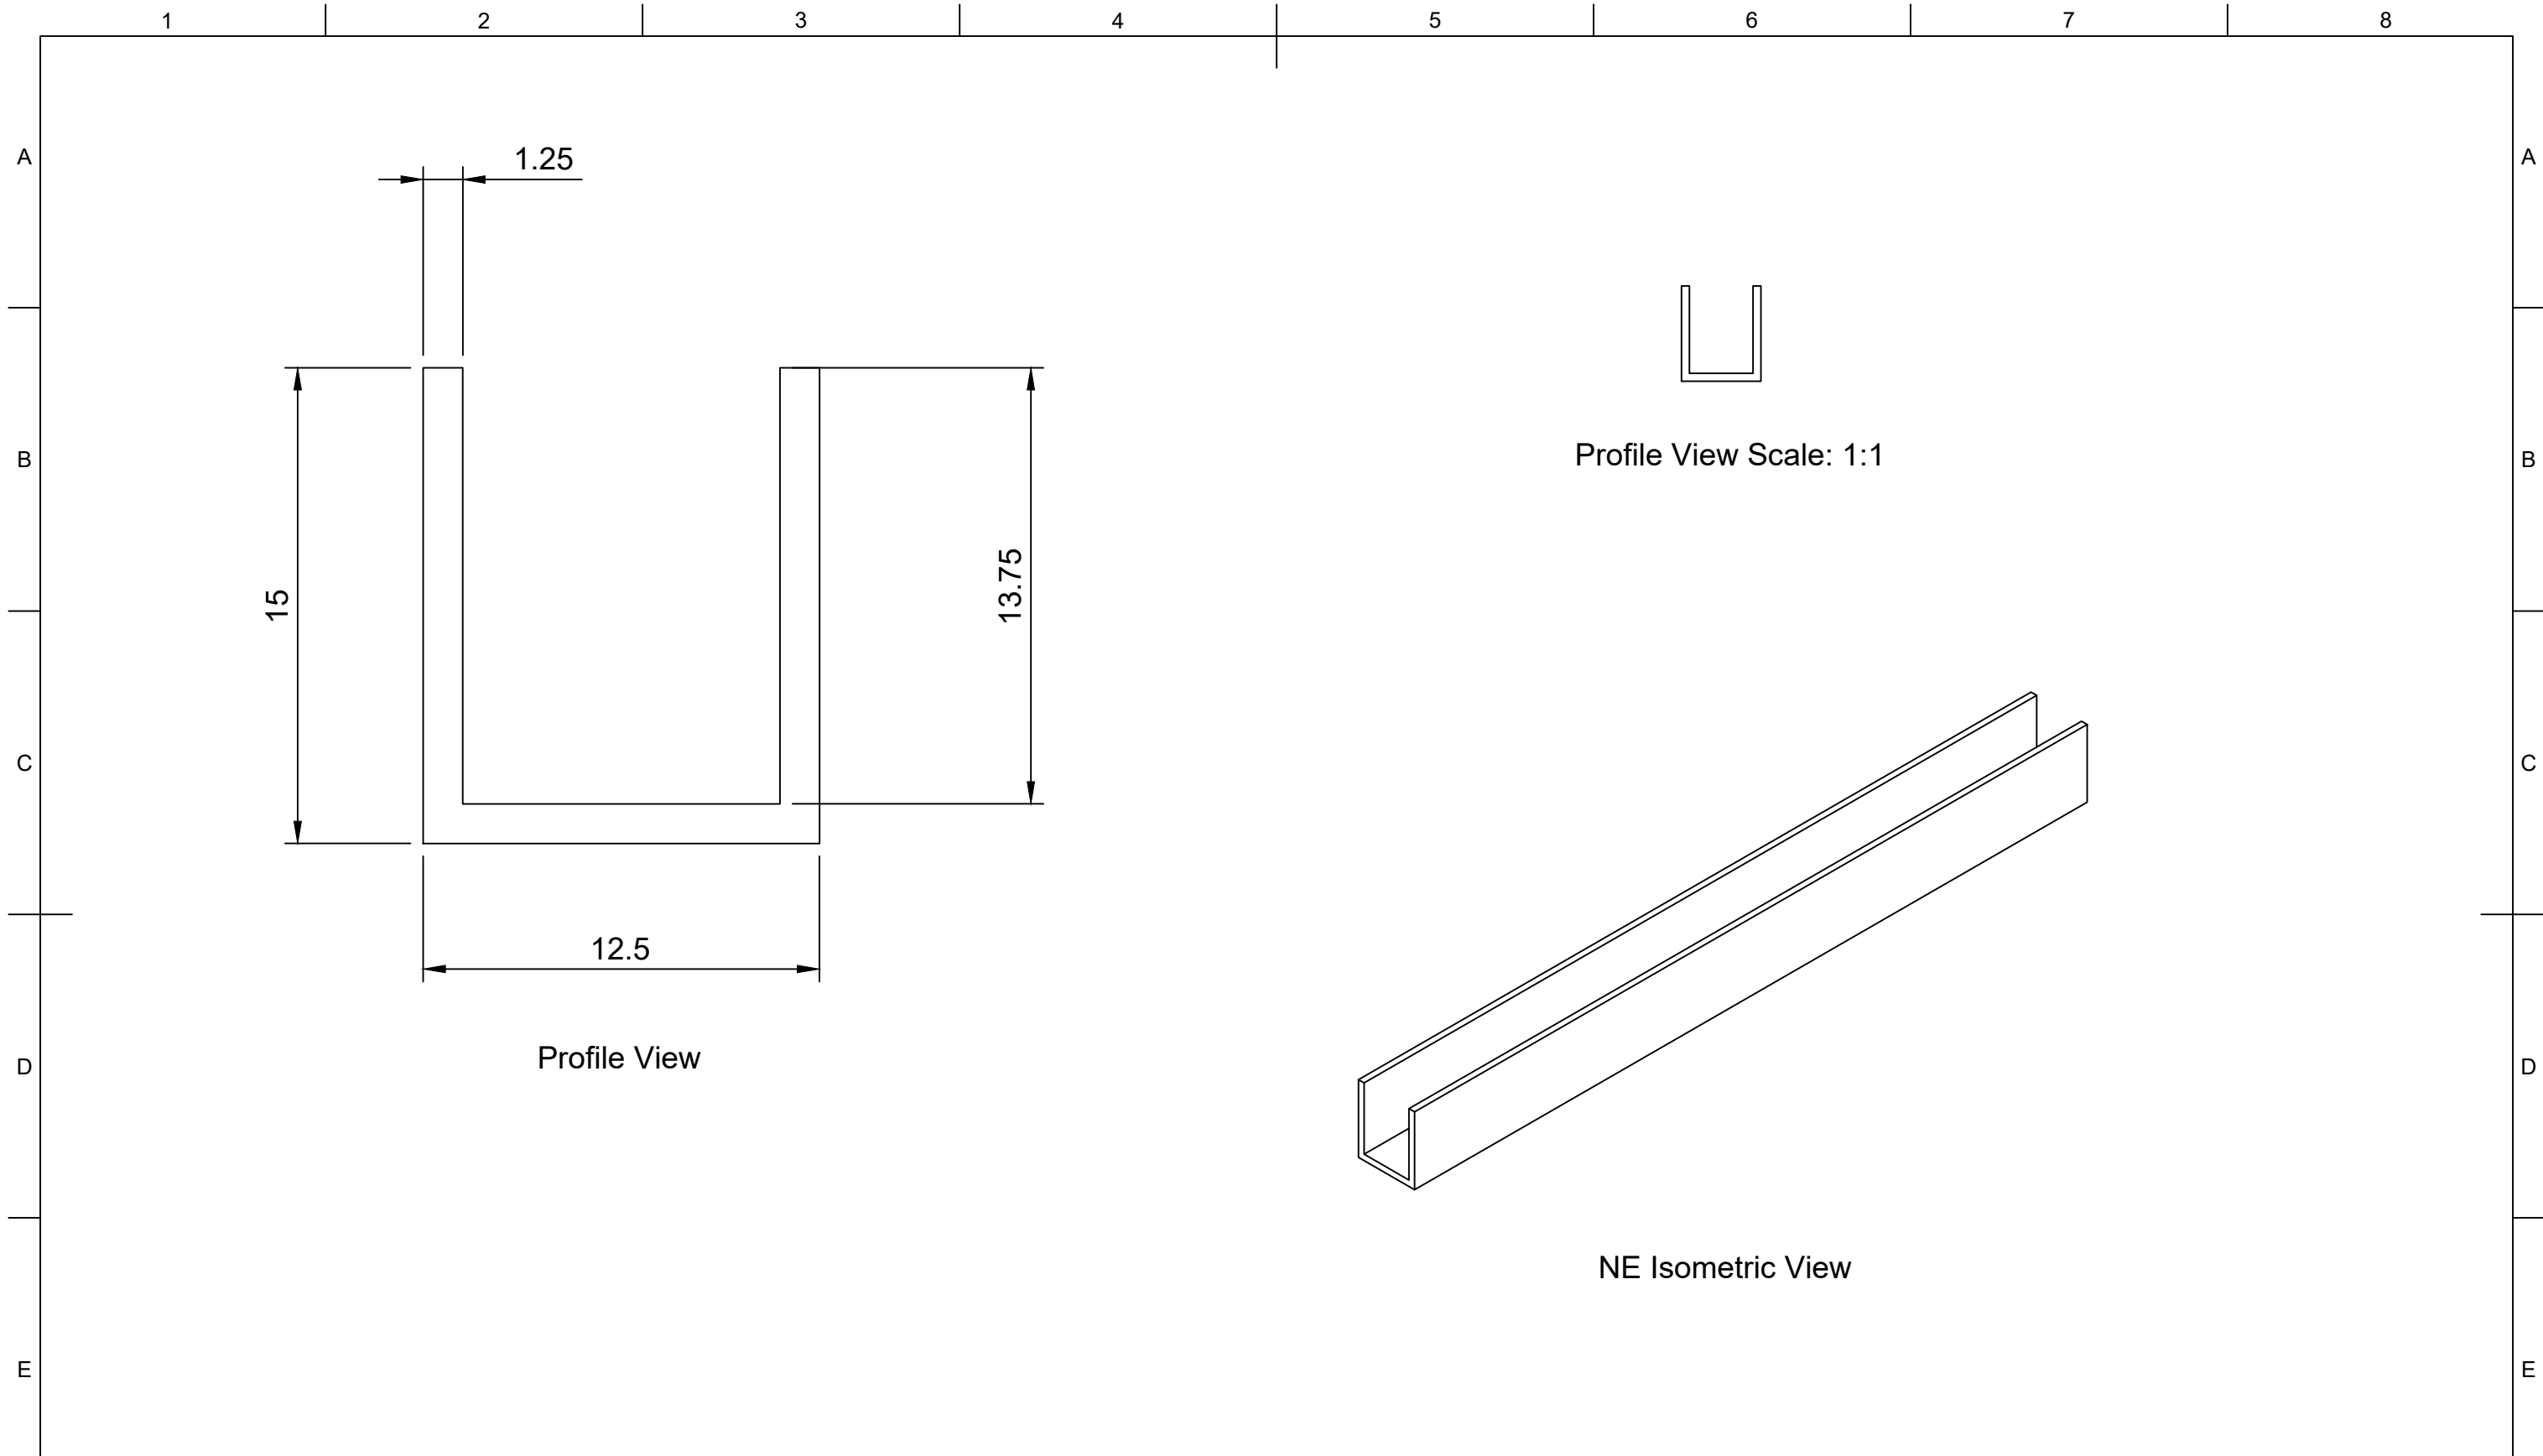 1 2 3 4 5 6 7 8
A A
1.25
B B
Profile View Scale: 1:1
15
13.75
C C
12.5
Profile View
D D
NE Isometric View
E E